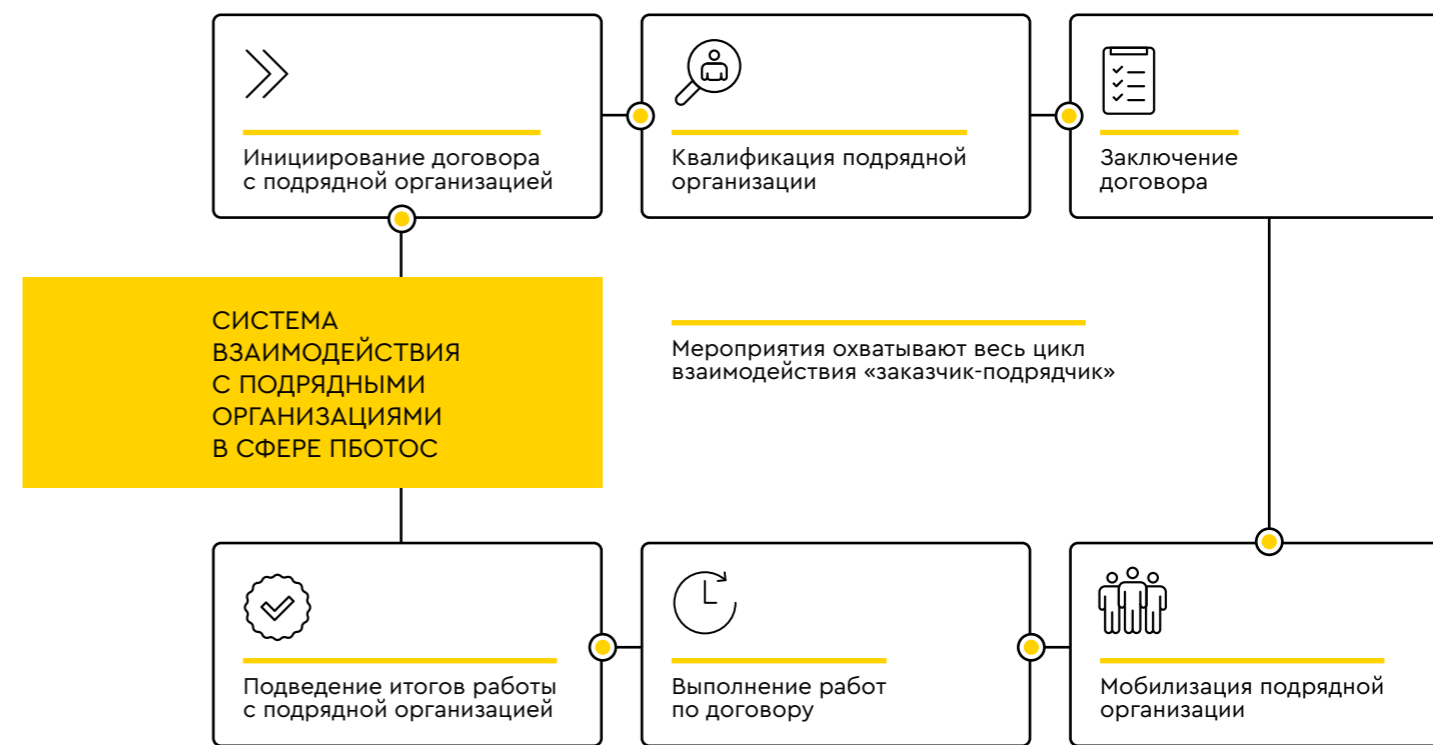 Инициирование договора
с подрядной организацией
Квалификация подрядной
организации
Заключение
договора
СИСТЕМА
ВЗАИМОДЕЙСТВИЯ
С ПОДРЯДНЫМИ
ОРГАНИЗАЦИЯМИ
В СФЕРЕ ПБОТОС
Мероприятия охватывают весь цикл
взаимодействия «заказчик-подрядчик»
Подведение итогов работы
с подрядной организацией
Выполнение работ
по договору
Мобилизация подрядной
организации